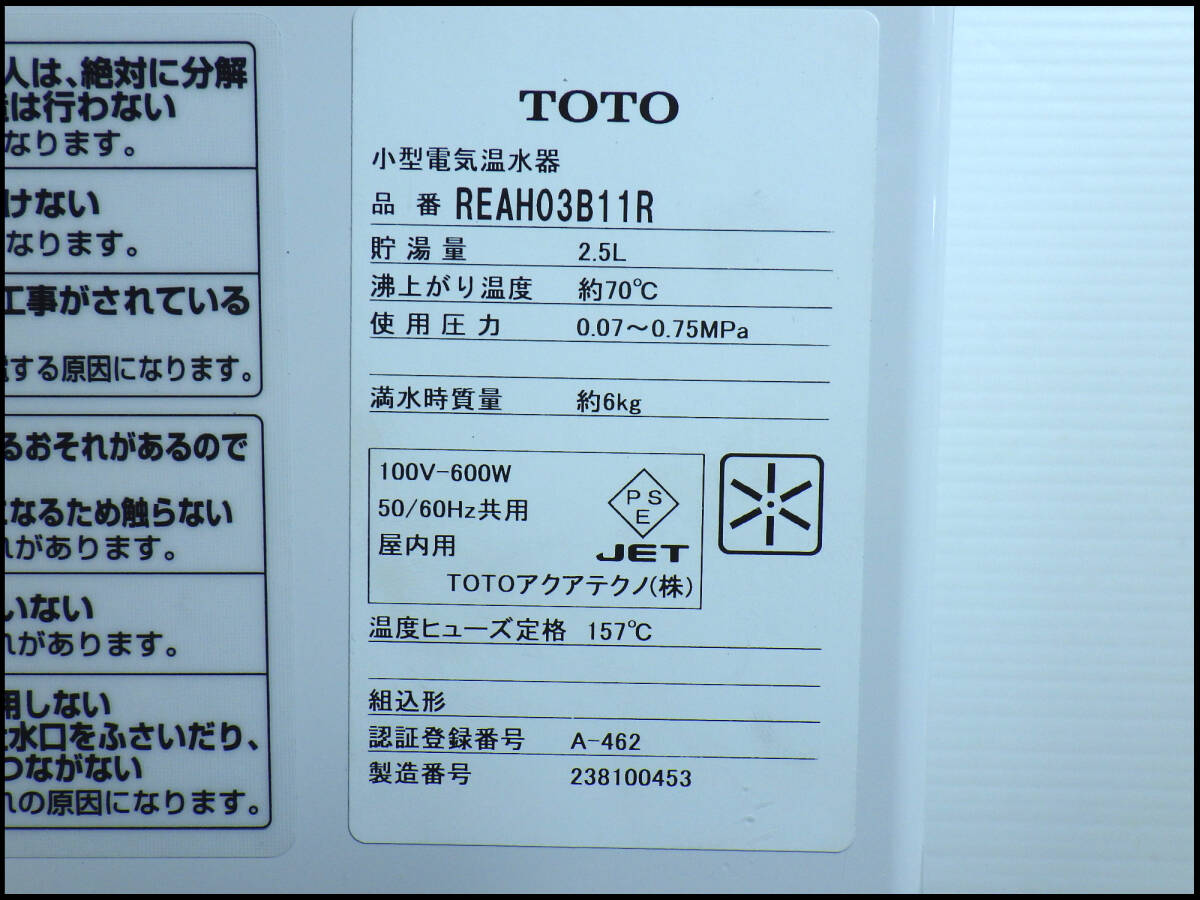 人は、絶対に分解
は行わない
なります。
けない
なります。
工事がされている
する原因になります。
るおそれがあるので
なるため触らない
れがあります。
いない
れがあります。
用しない
水口をふさいだり、
つながない
れの原因になります。
TOTO
小型電気温水器
品番 REAH03B11R
貯湯量 2.5L
沸上がり温度 約70℃
使用圧力 0.07～0.75MPa
満水時質量 約6kg
100V-600W
50/60Hz共用
屋内用
PS
E
JET
TOTOアクアテクノ(株)
温度ヒューズ定格 157℃
組込形
認証登録番号 A-462
製造番号 238100453